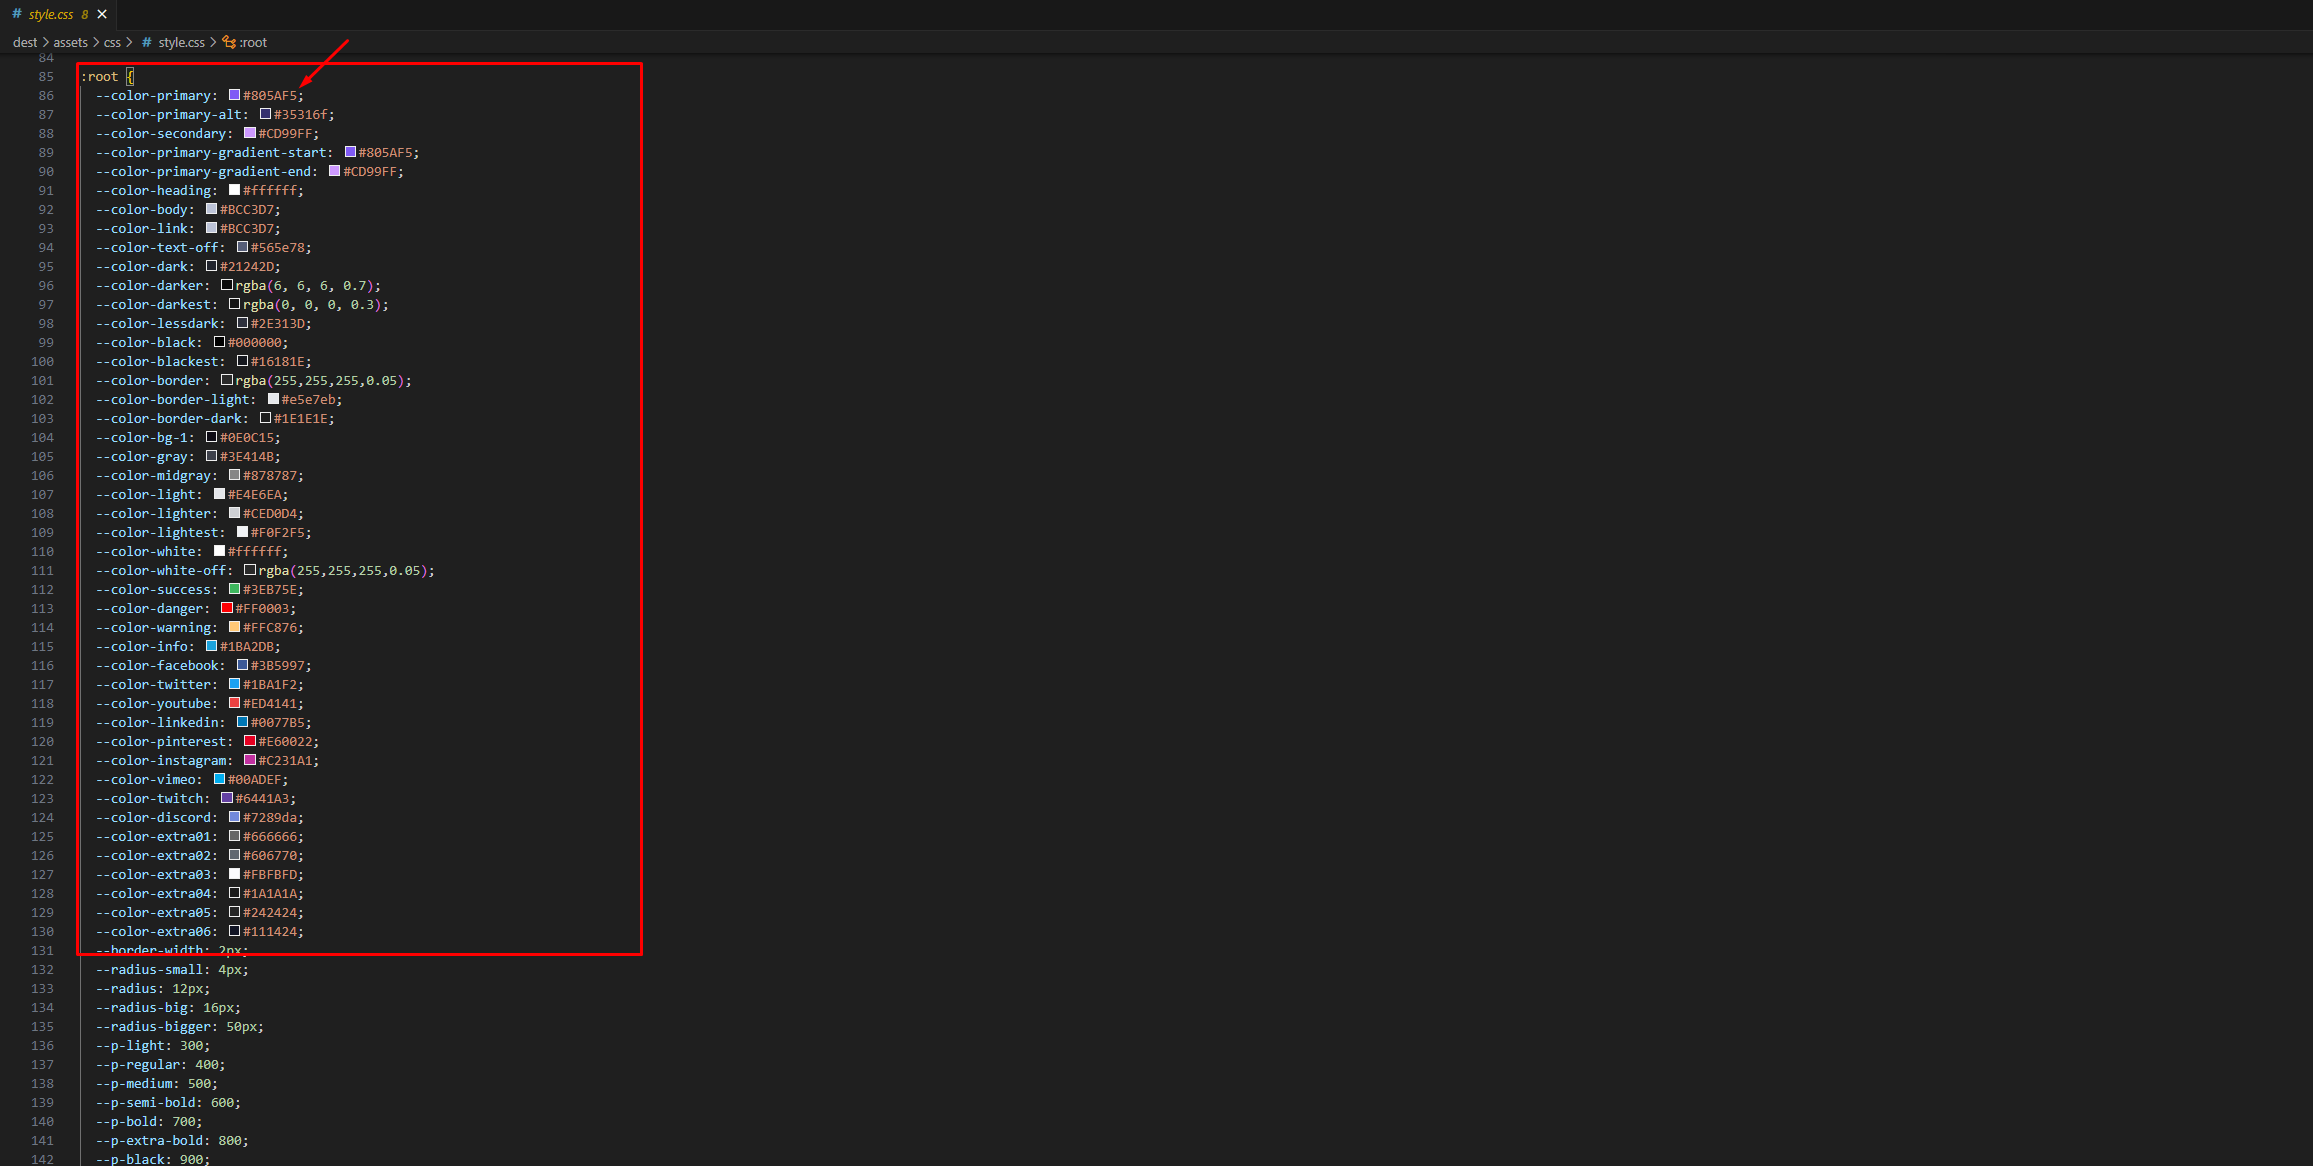 # style.css 8 ×
dest > assets > css > # style.css > :root
84
85 :root {
86 --color-primary: #805AF5;
87 --color-primary-alt: #35316f;
88 --color-secondary: #CD99FF;
89 --color-primary-gradient-start: #805AF5;
90 --color-primary-gradient-end: #CD99FF;
91 --color-heading: #ffffff;
92 --color-body: #BCC3D7;
93 --color-link: #BCC3D7;
94 --color-text-off: #565e78;
95 --color-dark: #21242D;
96 --color-darker: rgba(6, 6, 6, 0.7);
97 --color-darkest: rgba(0, 0, 0, 0.3);
98 --color-lessdark: #2E313D;
99 --color-black: #000000;
100 --color-blackest: #16181E;
101 --color-border: rgba(255,255,255,0.05);
102 --color-border-light: #e5e7eb;
103 --color-border-dark: #1E1E1E;
104 --color-bg-1: #0E0C15;
105 --color-gray: #3E414B;
106 --color-midgray: #878787;
107 --color-light: #E4E6EA;
108 --color-lighter: #CED0D4;
109 --color-lightest: #F0F2F5;
110 --color-white: #ffffff;
111 --color-white-off: rgba(255,255,255,0.05);
112 --color-success: #3EB75E;
113 --color-danger: #FF0003;
114 --color-warning: #FFC876;
115 --color-info: #1BA2DB;
116 --color-facebook: #3B5997;
117 --color-twitter: #1BA1F2;
118 --color-youtube: #ED4141;
119 --color-linkedin: #0077B5;
120 --color-pinterest: #E60022;
121 --color-instagram: #C231A1;
122 --color-vimeo: #00ADEF;
123 --color-twitch: #6441A3;
124 --color-discord: #7289da;
125 --color-extra01: #666666;
126 --color-extra02: #606770;
127 --color-extra03: #FBFBFD;
128 --color-extra04: #1A1A1A;
129 --color-extra05: #242424;
130 --color-extra06: #111424;
131 --border-width: 2px;
132 --radius-small: 4px;
133 --radius: 12px;
134 --radius-big: 16px;
135 --radius-bigger: 50px;
136 --p-light: 300;
137 --p-regular: 400;
138 --p-medium: 500;
139 --p-semi-bold: 600;
140 --p-bold: 700;
141 --p-extra-bold: 800;
142 --p-black: 900;